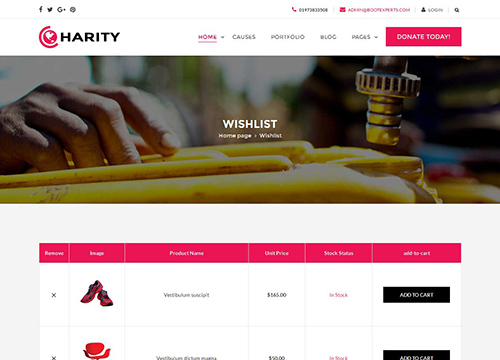 01973833508 ADMIN@BOOTEXPERTS.COM LOGIN
CHARITY HOME CAUSES PORTFOLIO BLOG PAGES DONATE TODAY!
WISHLIST
Home page > Wishlist
Remove Image Product Name Unit Price Stock Status add-to-cart
× Vestibulum suscipit $165.00 In Stock ADD TO CART
× Vestibulum dictum magna $50.00 In Stock ADD TO CART